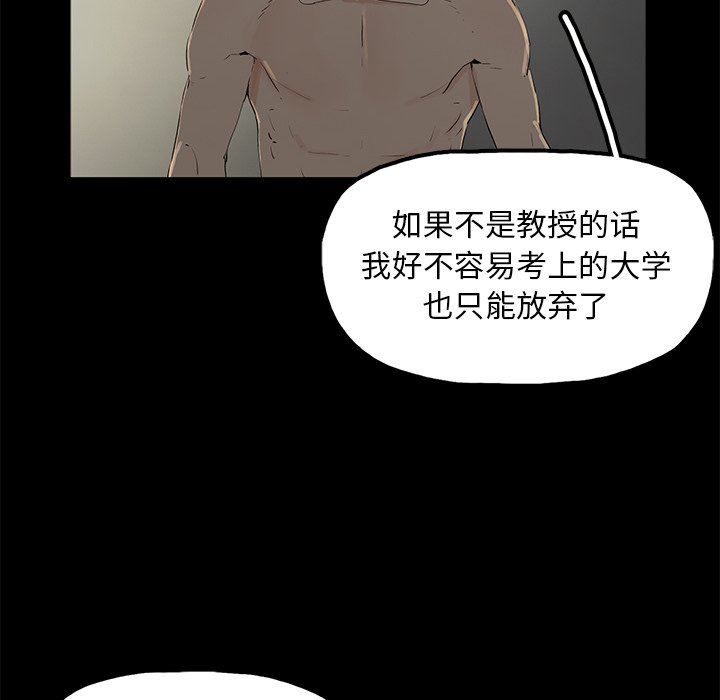 如果不是教授的话
我好不容易考上的大学
也只能放弃了